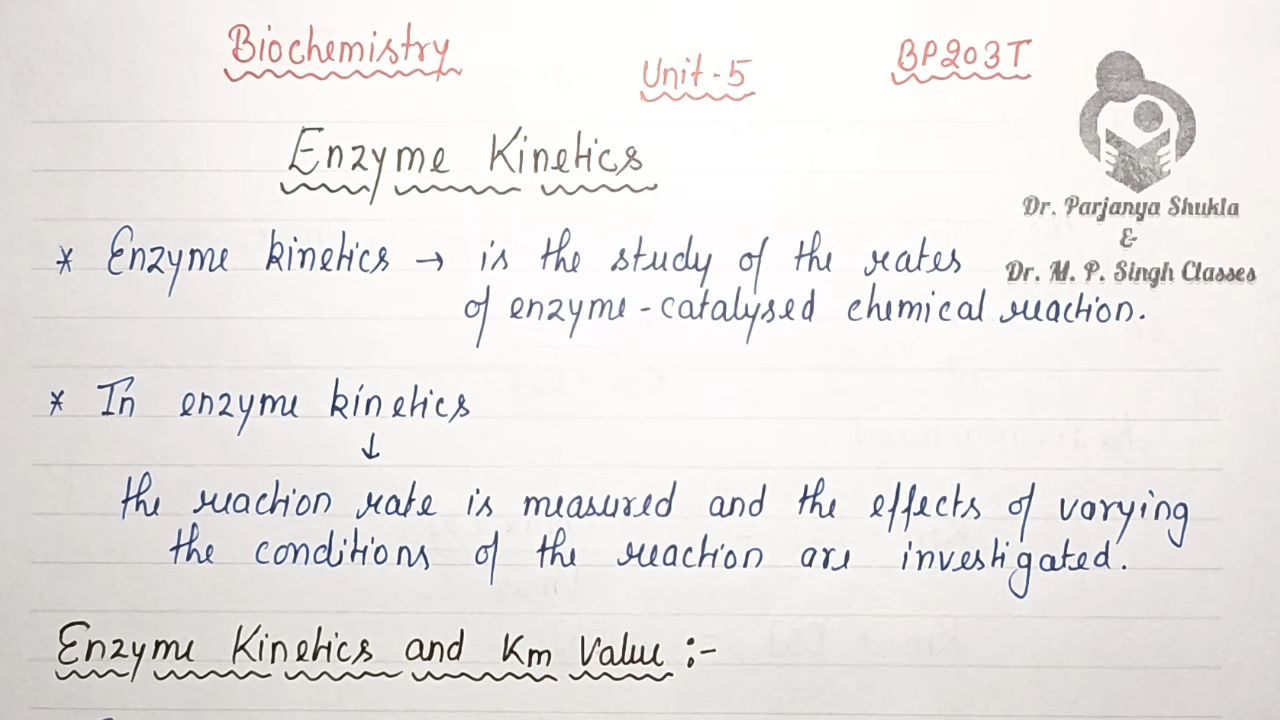 Biochemistry Unit-5 BP203T
Enzyme Kinetics
Dr. Parjanya Shukla
&
Dr. M. P. Singh Classes
* Enzyme kinetics → is the study of the rates
of enzyme-catalysed chemical reaction.
* In enzyme kinetics
↓
the reaction rate is measured and the effects of varying
the conditions of the reaction are investigated.
Enzyme Kinetics and Km Value :-